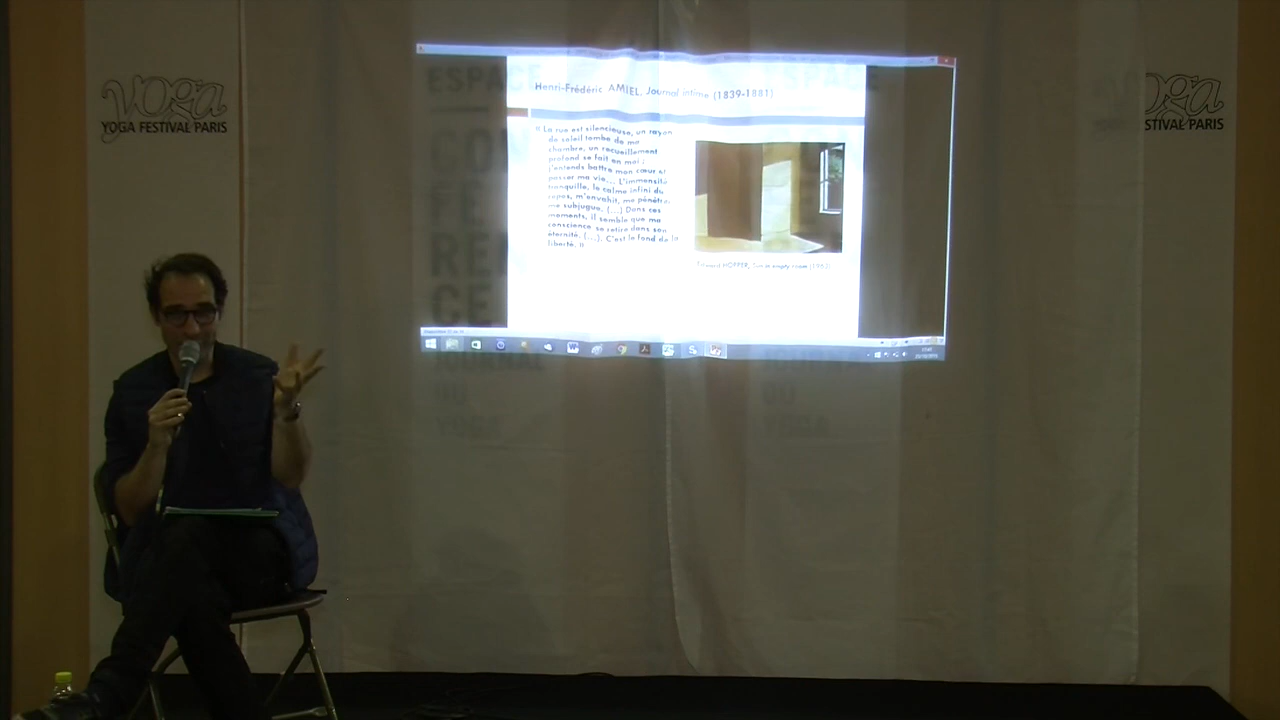 yoga
YOGA FESTIVAL PARIS
yoga
STIVAL PARIS
ESPACE
Henri-Frédéric AMIEL. Journal intime (1839-1881)
« La rue est silencieuse, un rayon
de soleil tombe de ma
chambre, un recueillement
profond se fait en moi :
j'entends battre mon cœur et
passer ma vie... L'immensité
tranquille, le calme infini du
repos, m'envahit, me pénètre,
me subjugue. (...) Dans ces
moments, il semble que ma
conscience se retire dans son
éternité. (...). C'est le fond de la
liberté. »
Edward HOPPER, Sun in empty room (1963)
CON
FE
REN
CE
DU
YOGA
DU
YOGA